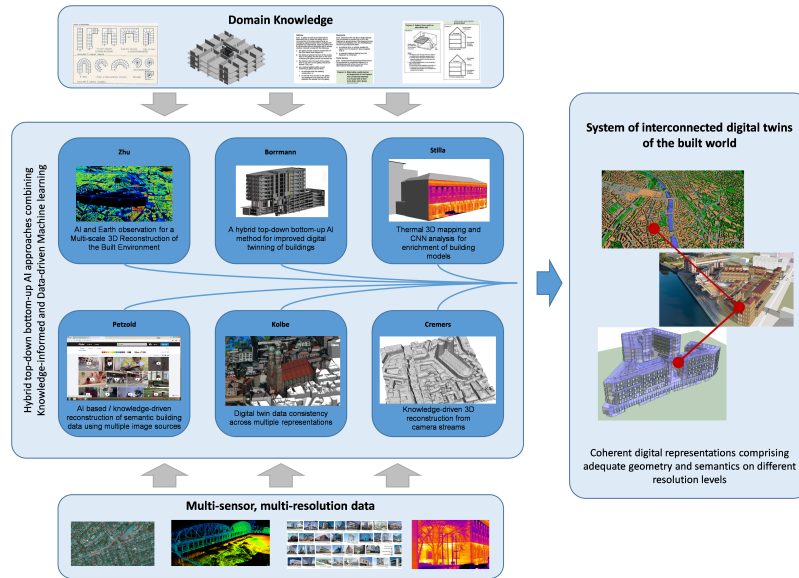 Domain Knowledge
Hybrid top-down bottom-up AI approaches combining
Knowledge-informed and Data-driven Machine learning
Zhu
AI and Earth observation for a
Multi-scale 3D Reconstruction of
the Built Environment
Borrmann
A hybrid top-down bottom-up AI
method for improved digital
twinning of buildings
Stilla
Thermal 3D mapping and
CNN analysis for
enrichment of building
models
Petzold
AI based / knowledge-driven
reconstruction of semantic building
data using multiple image sources
Kolbe
Digital twin data consistency
across multiple representations
Cremers
Knowledge-driven 3D
reconstruction from
camera streams
Multi-sensor, multi-resolution data
System of interconnected digital twins
of the built world
Coherent digital representations comprising
adequate geometry and semantics on different
resolution levels